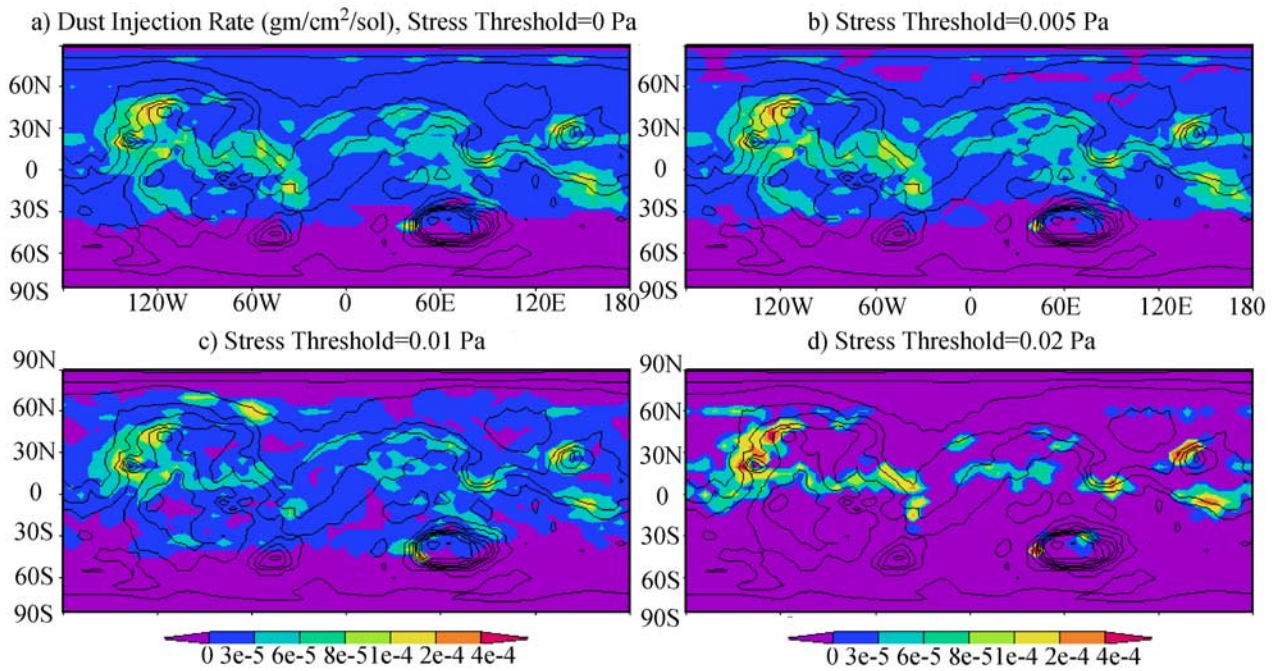 a) Dust Injection Rate (gm/cm²/sol), Stress Threshold=0 Pa
b) Stress Threshold=0.005 Pa
60N
30N
0
30S
60S
90S
120W 60W 0 60E 120E 180
60N
30N
0
30S
60S
90S
120W 60W 0 60E 120E 180
c) Stress Threshold=0.01 Pa
d) Stress Threshold=0.02 Pa
90N
60N
30N
0
30S
60S
90S
90N
60N
30N
0
30S
60S
90S
0 3e-5 6e-5 8e-51e-4 2e-4 4e-4
0 3e-5 6e-5 8e-51e-4 2e-4 4e-4